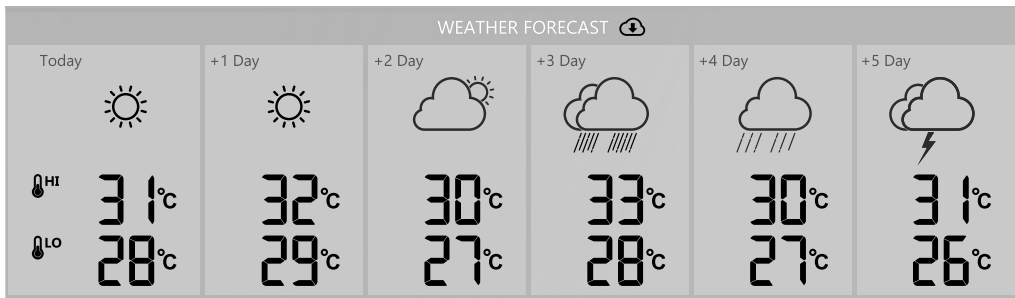 WEATHER FORECAST
Today +1 Day +2 Day +3 Day +4 Day +5 Day
HI 31°C 32°C 30°C 33°C 30°C 31°C
LO 28°C 29°C 27°C 28°C 27°C 26°C